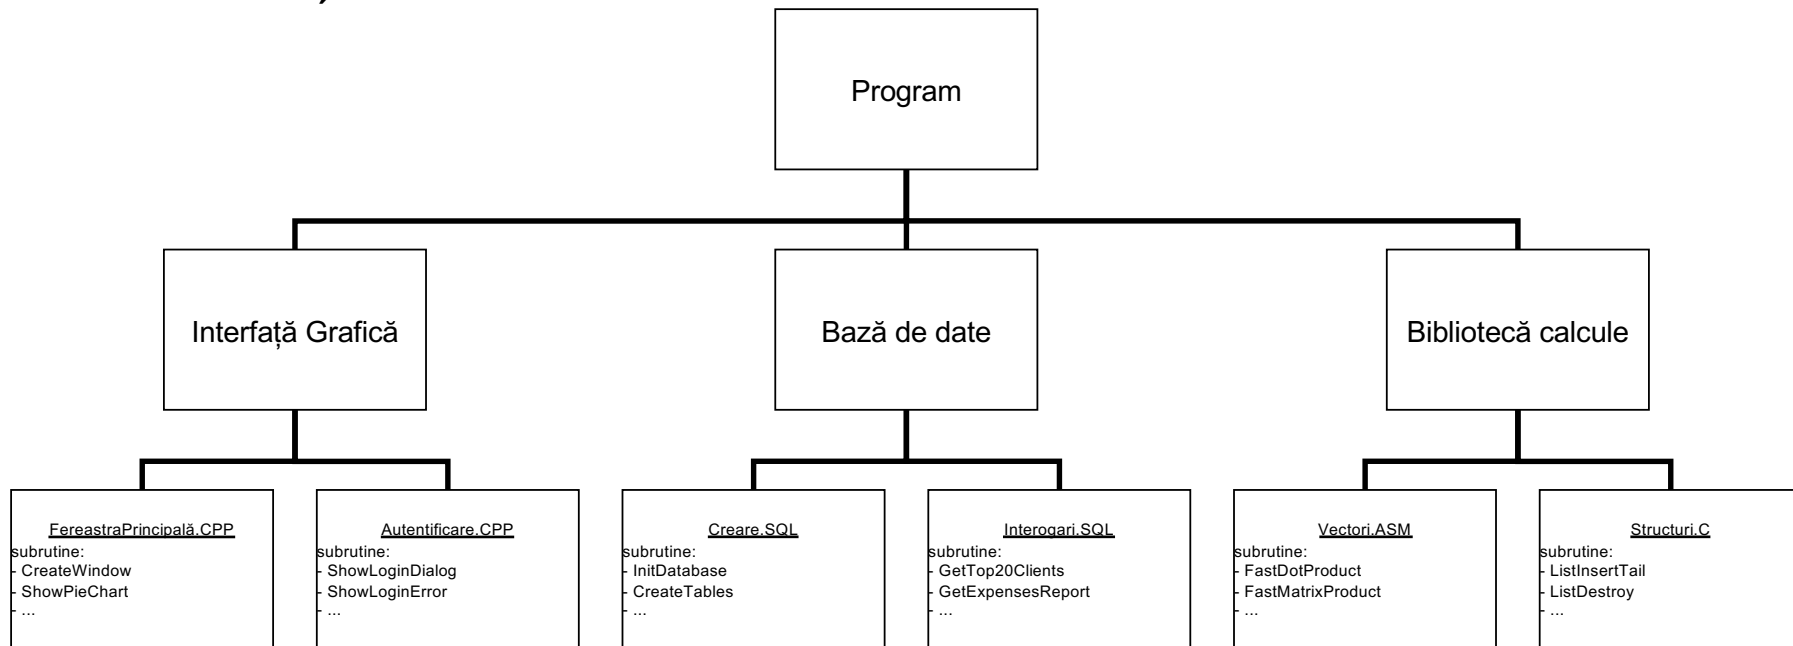 Program
Interfață Grafică
Bază de date
Bibliotecă calcule
FereastraPrincipală.CPP
subrutine:
- CreateWindow
- ShowPieChart
- ...
Autentificare.CPP
subrutine:
- ShowLoginDialog
- ShowLoginError
- ...
Creare.SQL
subrutine:
- InitDatabase
- CreateTables
- ...
Interogari.SQL
subrutine:
- GetTop20Clients
- GetExpensesReport
- ...
Vectori.ASM
subrutine:
- FastDotProduct
- FastMatrixProduct
- ...
Structuri.C
subrutine:
- ListInsertTail
- ListDestroy
- ...